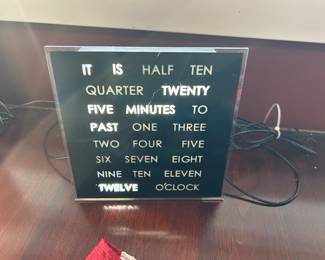 IT IS HALF TEN
QUARTER TWENTY
FIVE MINUTES TO
PAST ONE THREE
TWO FOUR FIVE
SIX SEVEN EIGHT
NINE TEN ELEVEN
TWELVE O'CLOCK